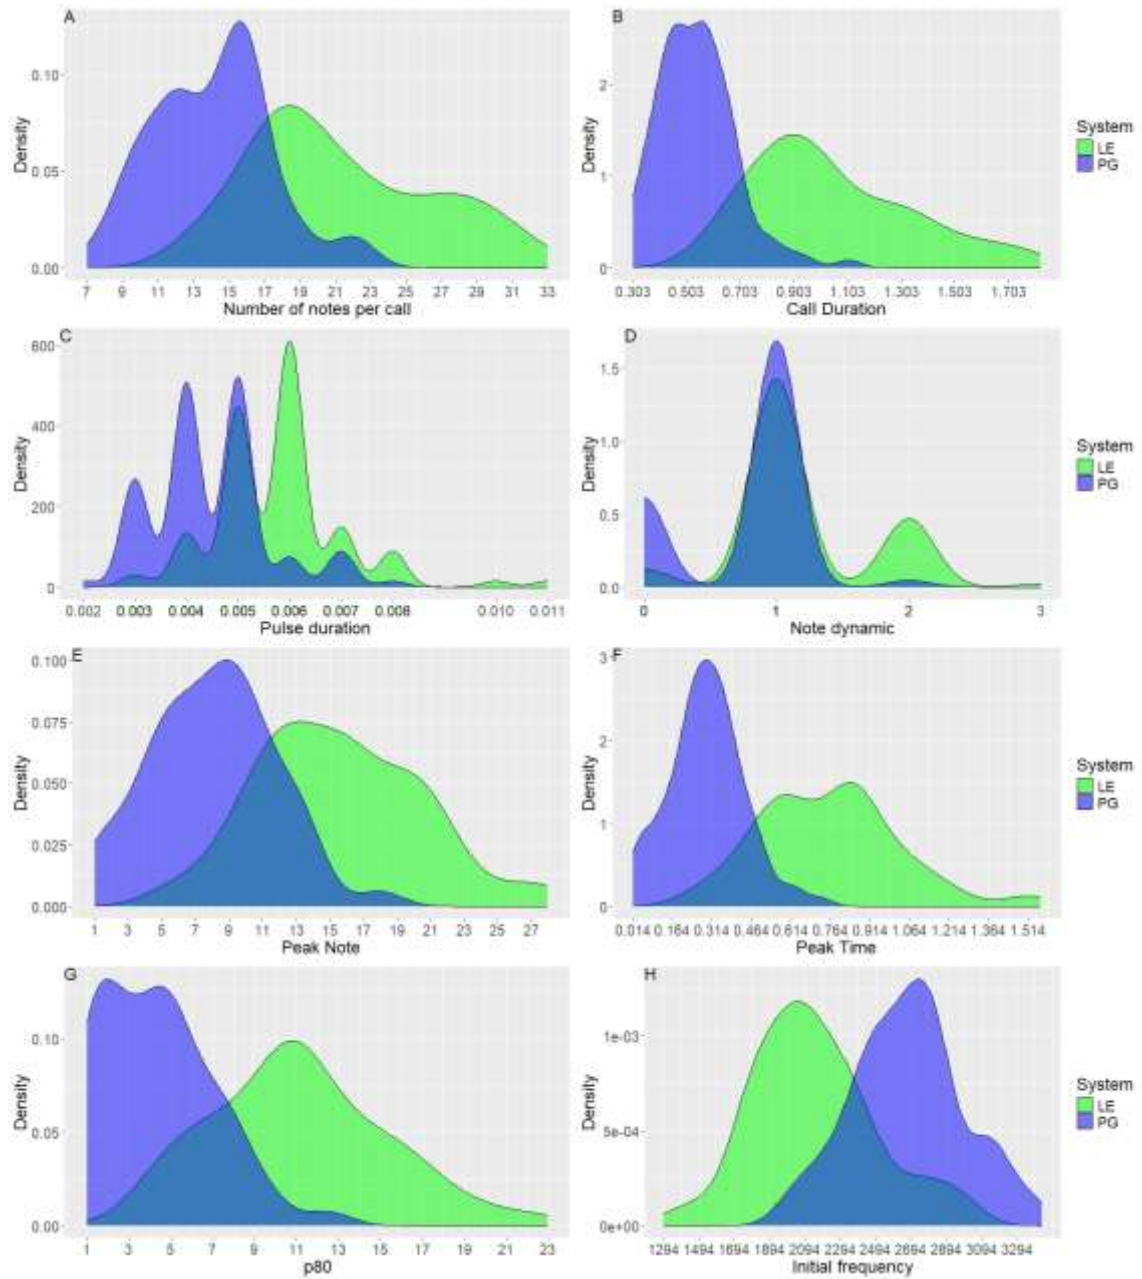 A
B
0.10
0.05
0.00
Density
7 9 11 13 15 17 19 21 23 25 27 29 31 33
Number of notes per call
2
1
0
Density
0.303 0.503 0.703 0.903 1.103 1.303 1.503 1.703
Call Duration
System
LE
PG
C
D
600
400
200
0
Density
0.002 0.003 0.004 0.005 0.006 0.007 0.008 0.010 0.011
Pulse duration
1.5
1.0
0.5
0.0
Density
0 1 2 3
Note dynamic
System
LE
PG
E
F
0.100
0.075
0.050
0.025
0.000
Density
1 3 5 7 9 11 13 15 17 19 21 23 25 27
Peak Note
3
2
1
0
Density
0.014 0.164 0.314 0.464 0.614 0.764 0.914 1.064 1.214 1.364 1.514
Peak Time
System
LE
PG
G
H
0.10
0.05
0.00
Density
1 3 5 7 9 11 13 15 17 19 21 23
p80
1e-03
5e-04
0e+00
Density
1294 1494 1694 1894 2094 2294 2494 2694 2894 3094 3294
Initial frequency
System
LE
PG